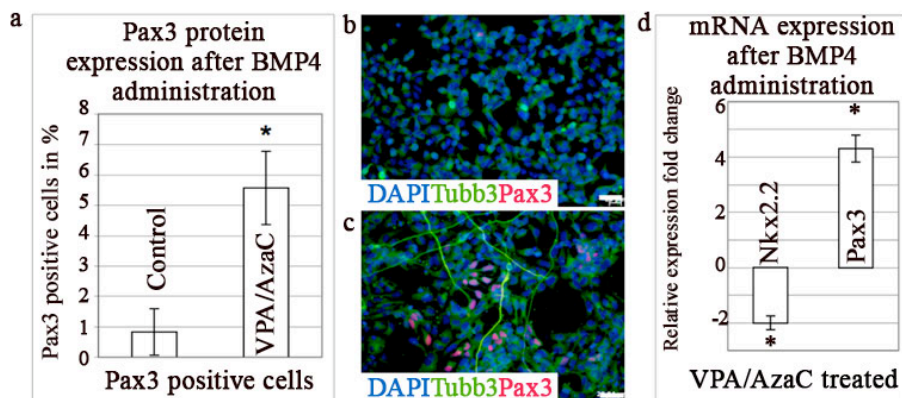 a
Pax3 protein
expression after BMP4
administration
Pax3 positive cells in %
8
7
6
5
4
3
2
1
0
*
Control
VPA/AzaC
Pax3 positive cells
b
DAPITubb3Pax3
c
DAPITubb3Pax3
d
mRNA expression
after BMP4
administration
Relative expression fold change
6
4
2
0
-2
*
Nkx2.2
Pax3
*
VPA/AzaC treated